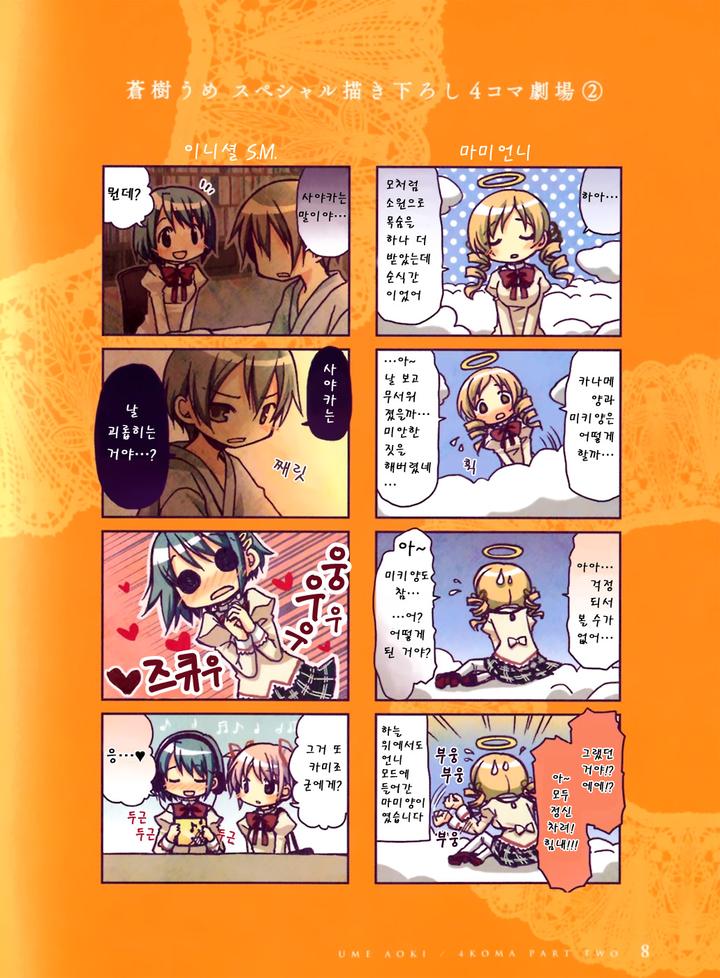 蒼樹うめ スペシャル描き下ろし4コマ劇場②
마미언니
하아…
모처럼
소원으로
목숨을
하나 더
받았는데
순식간
이었어
카나메
양과
미키양은
어떻게
할까…
…아~
날 보고
무서워
졌을까…
미안한
짓을
해버렸네
…
휙
아아…
걱정
되서
볼 수가
없어…
아~
미키양도
참…
…어?
어떻게
된 거야?
그랬던
거야!?
예에!?
아~
모두
정신
차려!
힘내!!!
부웅
부웅
부웅
하늘
위에서도
언니
모드에
들어간
마미양이
였습니다
이니셜 S.M.
사야카는
말이야…
뭔데?
사
야
카
는
날
괴롭히는
거야…?
째릿
♥즈큐우
우우웅
그거 또
카미죠
군에게?
응…♥
두근
두근
두근
UME AOKI / 4KOMA PART TWO 8